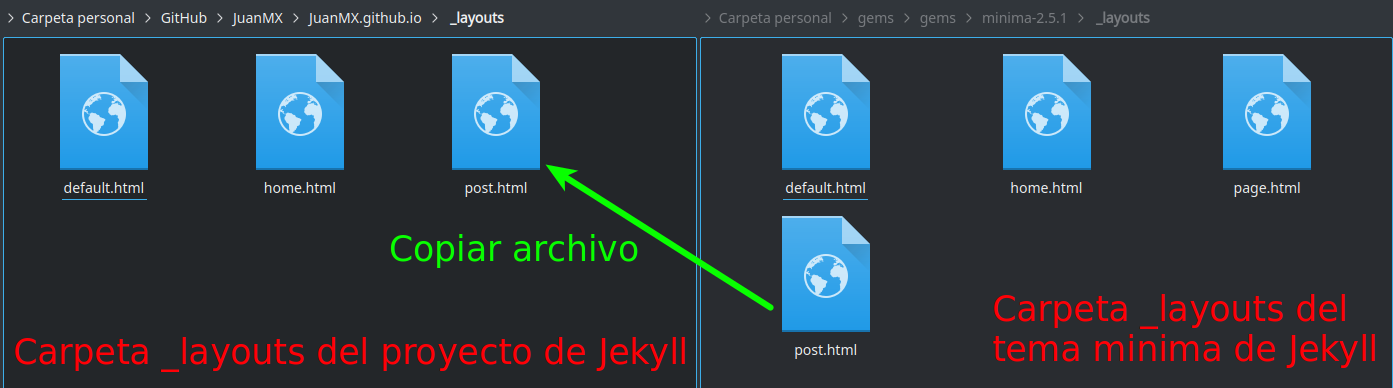 Carpeta personal > GitHub > JuanMX > JuanMX.github.io > _layouts
default.html
home.html
post.html
Copiar archivo
Carpeta _layouts del proyecto de Jekyll
Carpeta personal > gems > gems > minima-2.5.1 > _layouts
default.html
home.html
page.html
post.html
Carpeta _layouts del
tema minima de Jekyll